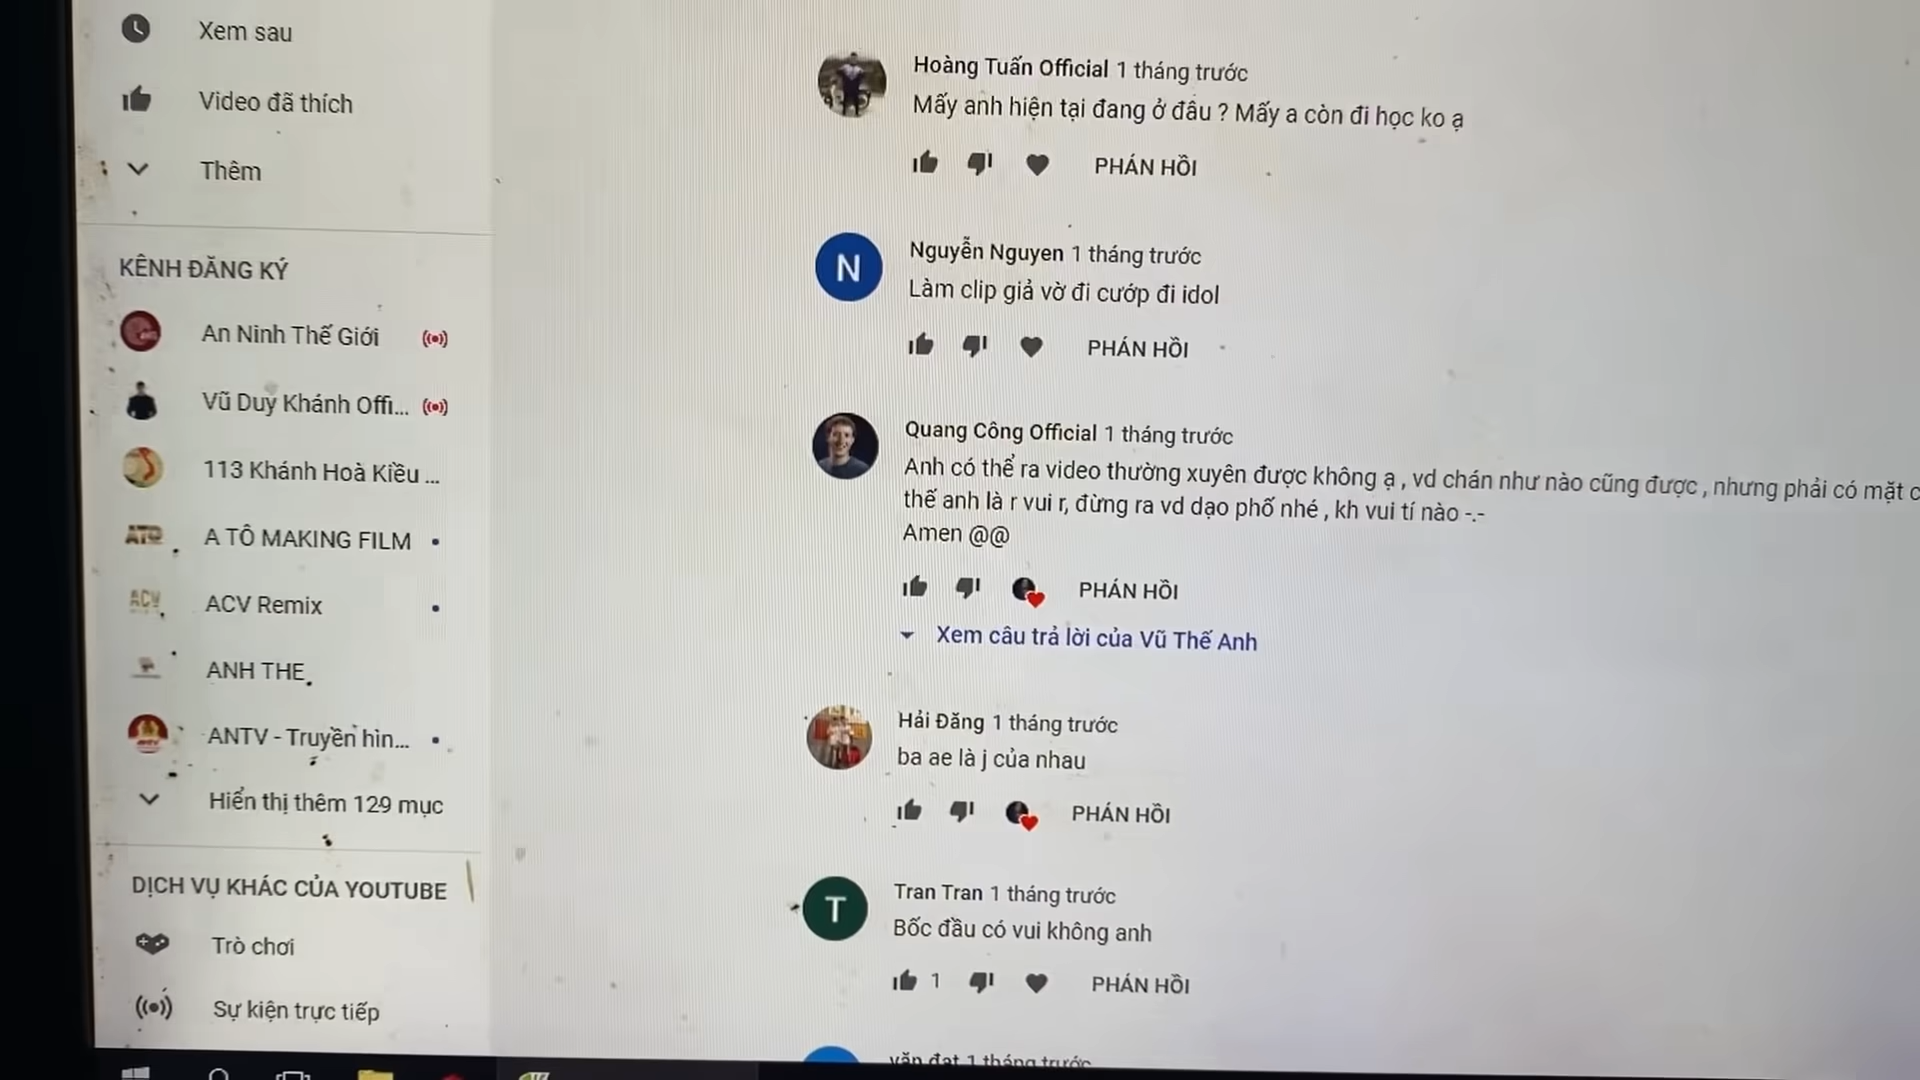 Xem sau
Video đã thích
Thêm
KÊNH ĐĂNG KÝ
An Ninh Thế Giới
Vũ Duy Khánh Offi...
113 Khánh Hoà Kiều ...
A TÔ MAKING FILM
ACV Remix
ANH THE
ANTV - Truyền hìn...
Hiển thị thêm 129 mục
DỊCH VỤ KHÁC CỦA YOUTUBE
Trò chơi
Sự kiện trực tiếp
Hoàng Tuấn Official 1 tháng trước
Mấy anh hiện tại đang ở đâu ? Mấy a còn đi học ko ạ
PHẢN HỒI
N
Nguyễn Nguyen 1 tháng trước
Làm clip giả vờ đi cướp đi idol
PHẢN HỒI
Quang Công Official 1 tháng trước
Anh có thể ra video thường xuyên được không ạ , vd chán như nào cũng được , nhưng phải có mặt
thế anh là r vui r, đừng ra vd dạo phố nhé , kh vui tí nào -.-
Amen @@
PHẢN HỒI
Xem câu trả lời của Vũ Thế Anh
Hải Đăng 1 tháng trước
ba ae là j của nhau
PHẢN HỒI
T
Tran Tran 1 tháng trước
Bốc đầu có vui không anh
1 PHẢN HỒI
văn đat 1 tháng trước